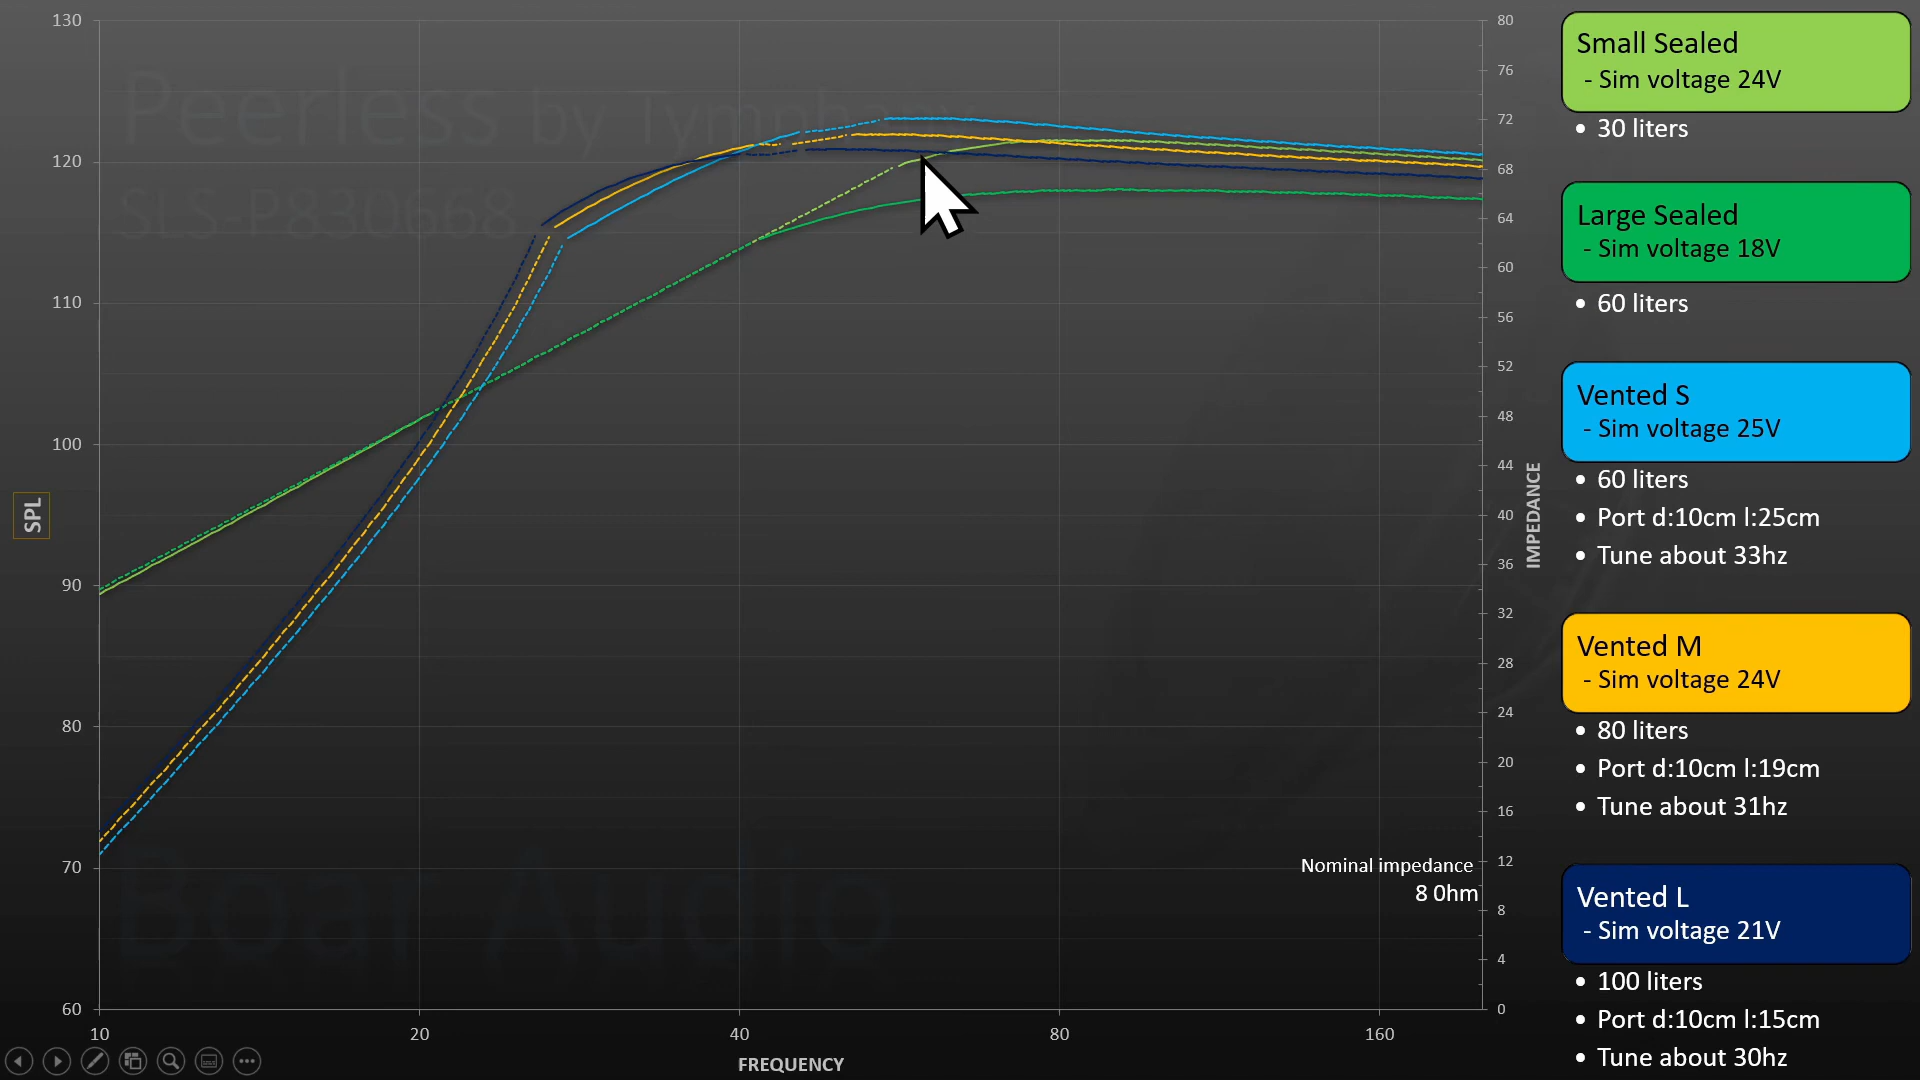 Peerless by Tymphany
SLS P830668
Boar Audio
130
120
110
100
90
80
70
60
SPL
10
20
40
80
160
FREQUENCY
80
76
72
68
64
60
56
52
48
44
40
36
32
28
24
20
16
12
8
4
0
IMPEDANCE
Nominal impedance
8 Ohm
Small Sealed
- Sim voltage 24V
• 30 liters
Large Sealed
- Sim voltage 18V
• 60 liters
Vented S
- Sim voltage 25V
• 60 liters
• Port d:10cm l:25cm
• Tune about 33hz
Vented M
- Sim voltage 24V
• 80 liters
• Port d:10cm l:19cm
• Tune about 31hz
Vented L
- Sim voltage 21V
• 100 liters
• Port d:10cm l:15cm
• Tune about 30hz